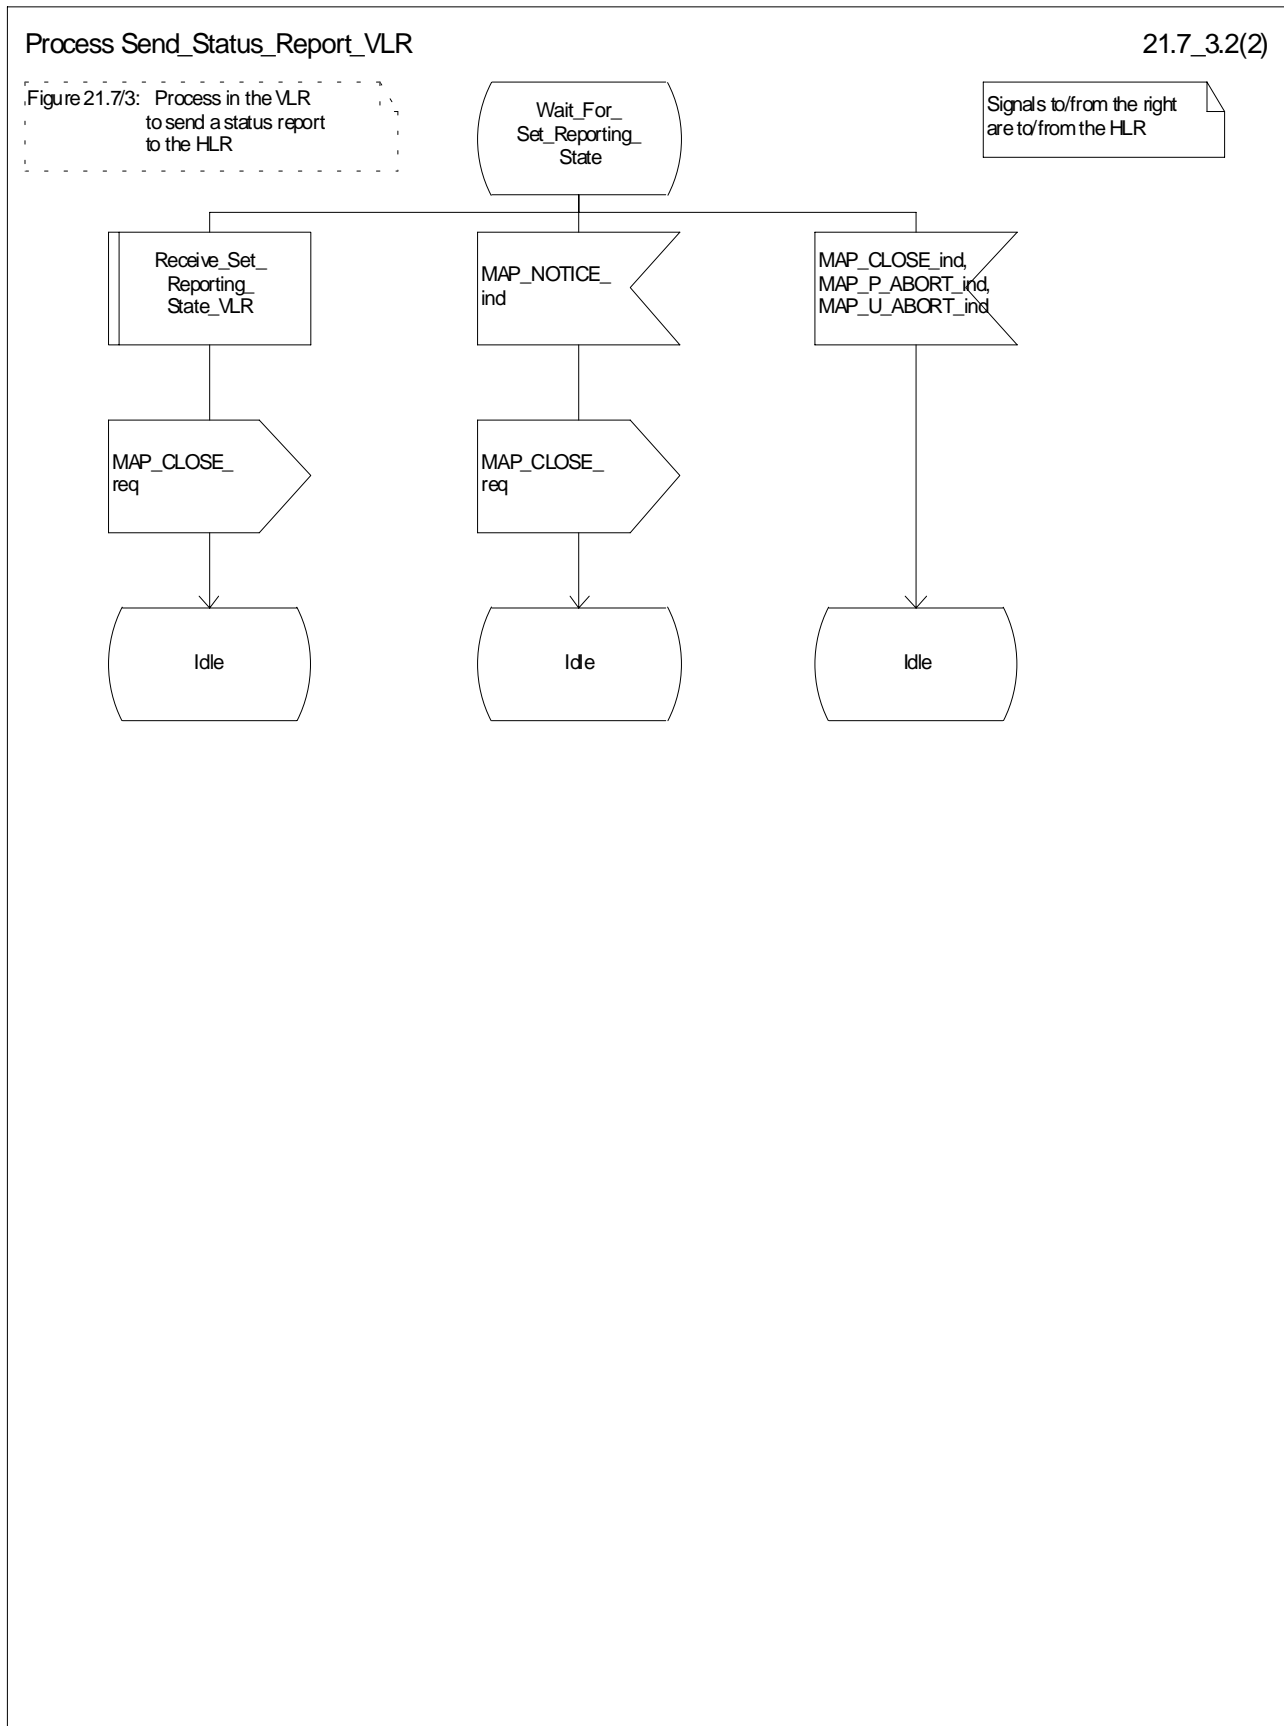 Process Send_Status_Report_VLR
21.7_3.2(2)
Figure 21.7/3: Process in the VLR
to send a status report
to the HLR
Wait_For_
Set_Reporting_
State
Signals to/from the right
are to/from the HLR
Receive_Set_
Reporting_
State_VLR
MAP_NOTICE_
ind
MAP_CLOSE_ind,
MAP_P_ABORT_ind,
MAP_U_ABORT_ind
MAP_CLOSE_
req
MAP_CLOSE_
req
Idle
Idle
Idle